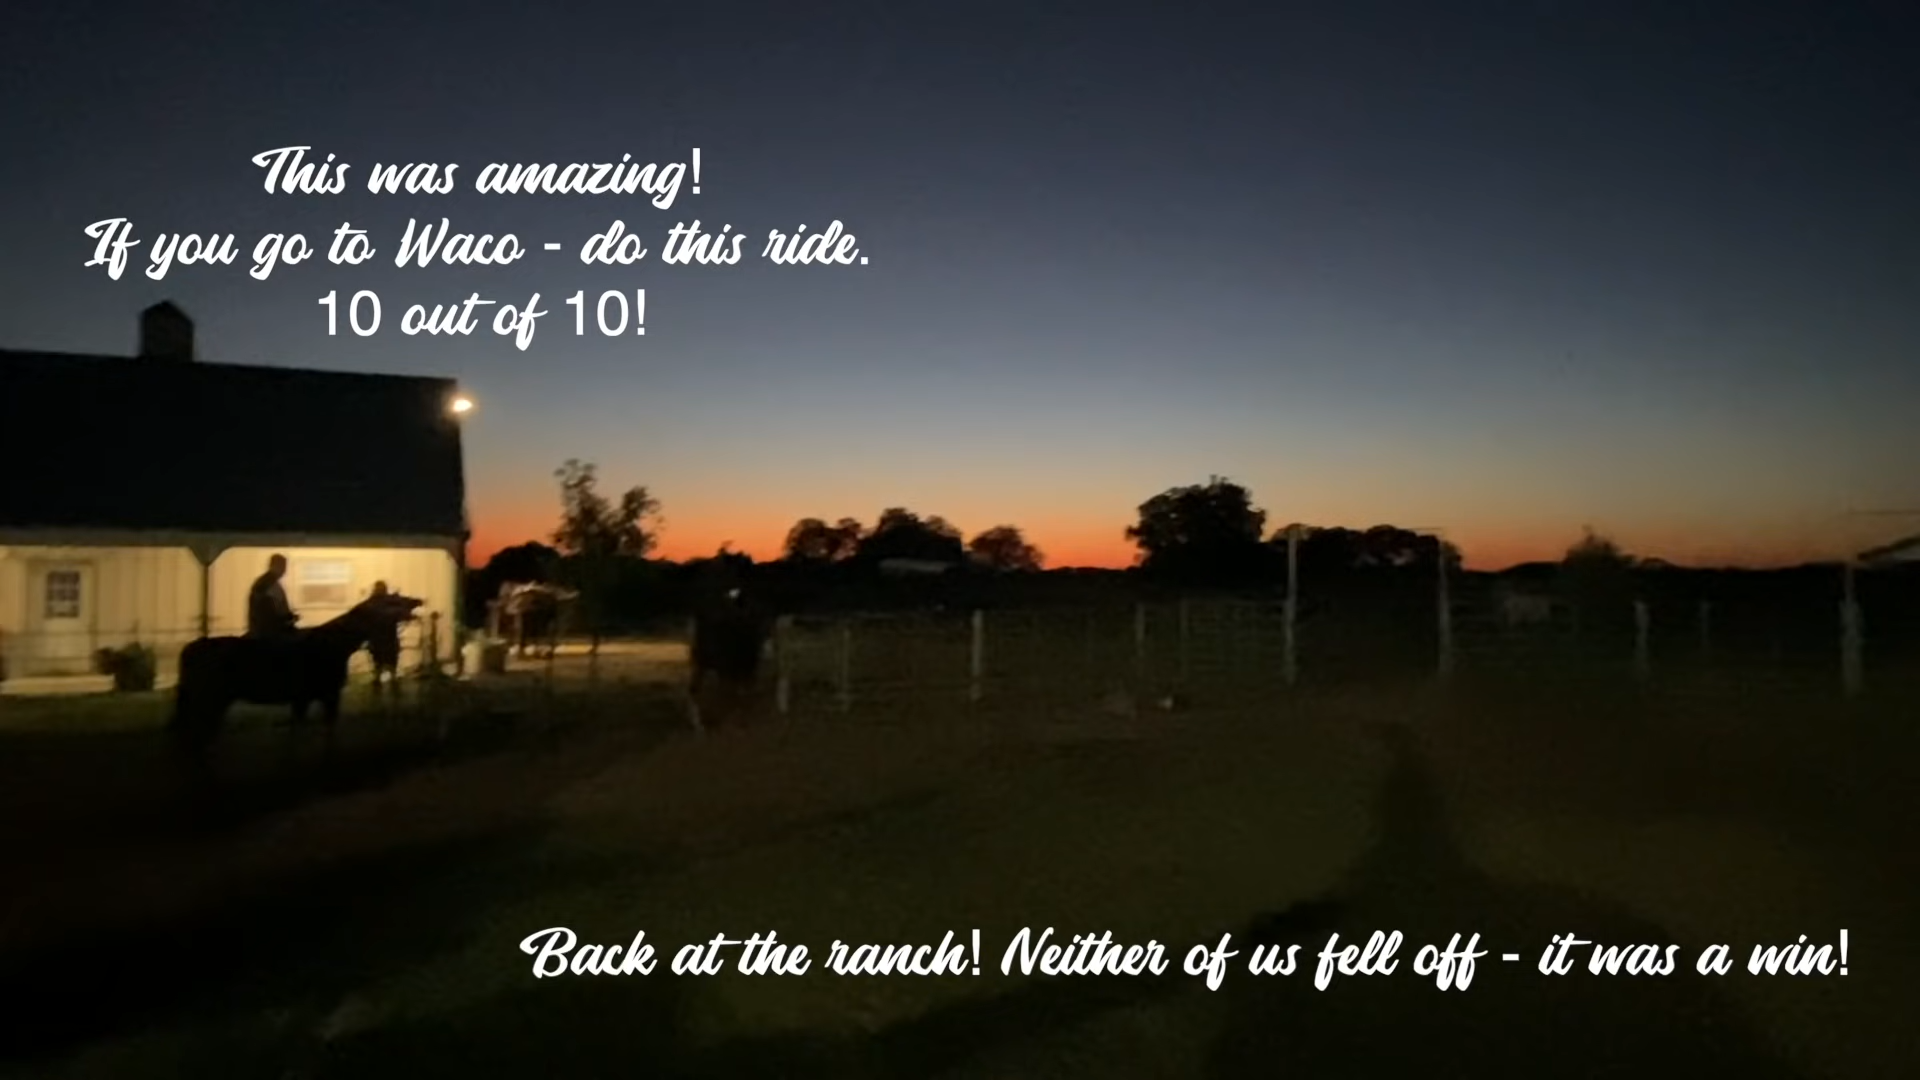 This was amazing!
If you go to Waco - do this ride.
10 out of 10!
Back at the ranch! Neither of us fell off - it was a win!